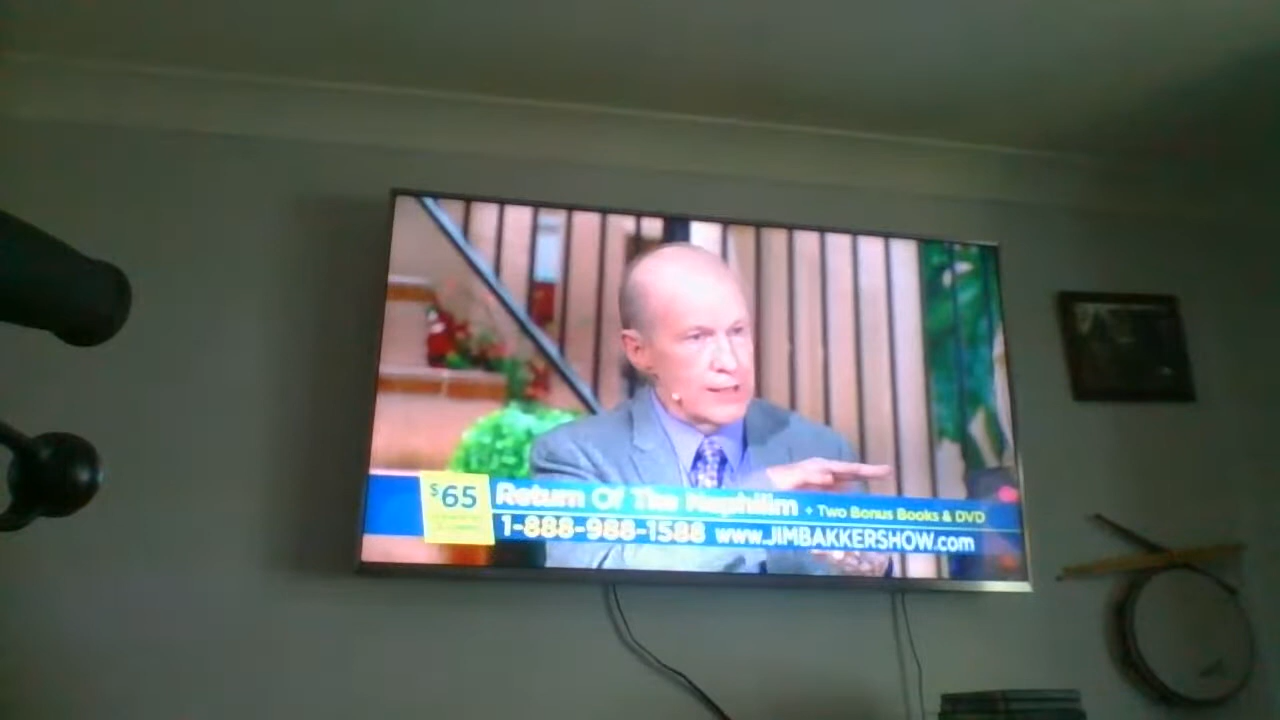 $65
Return Of The Nephilim + Two Bonus Books & DVD
1-888-988-1588 www.JIMBAKKERSHOW.com